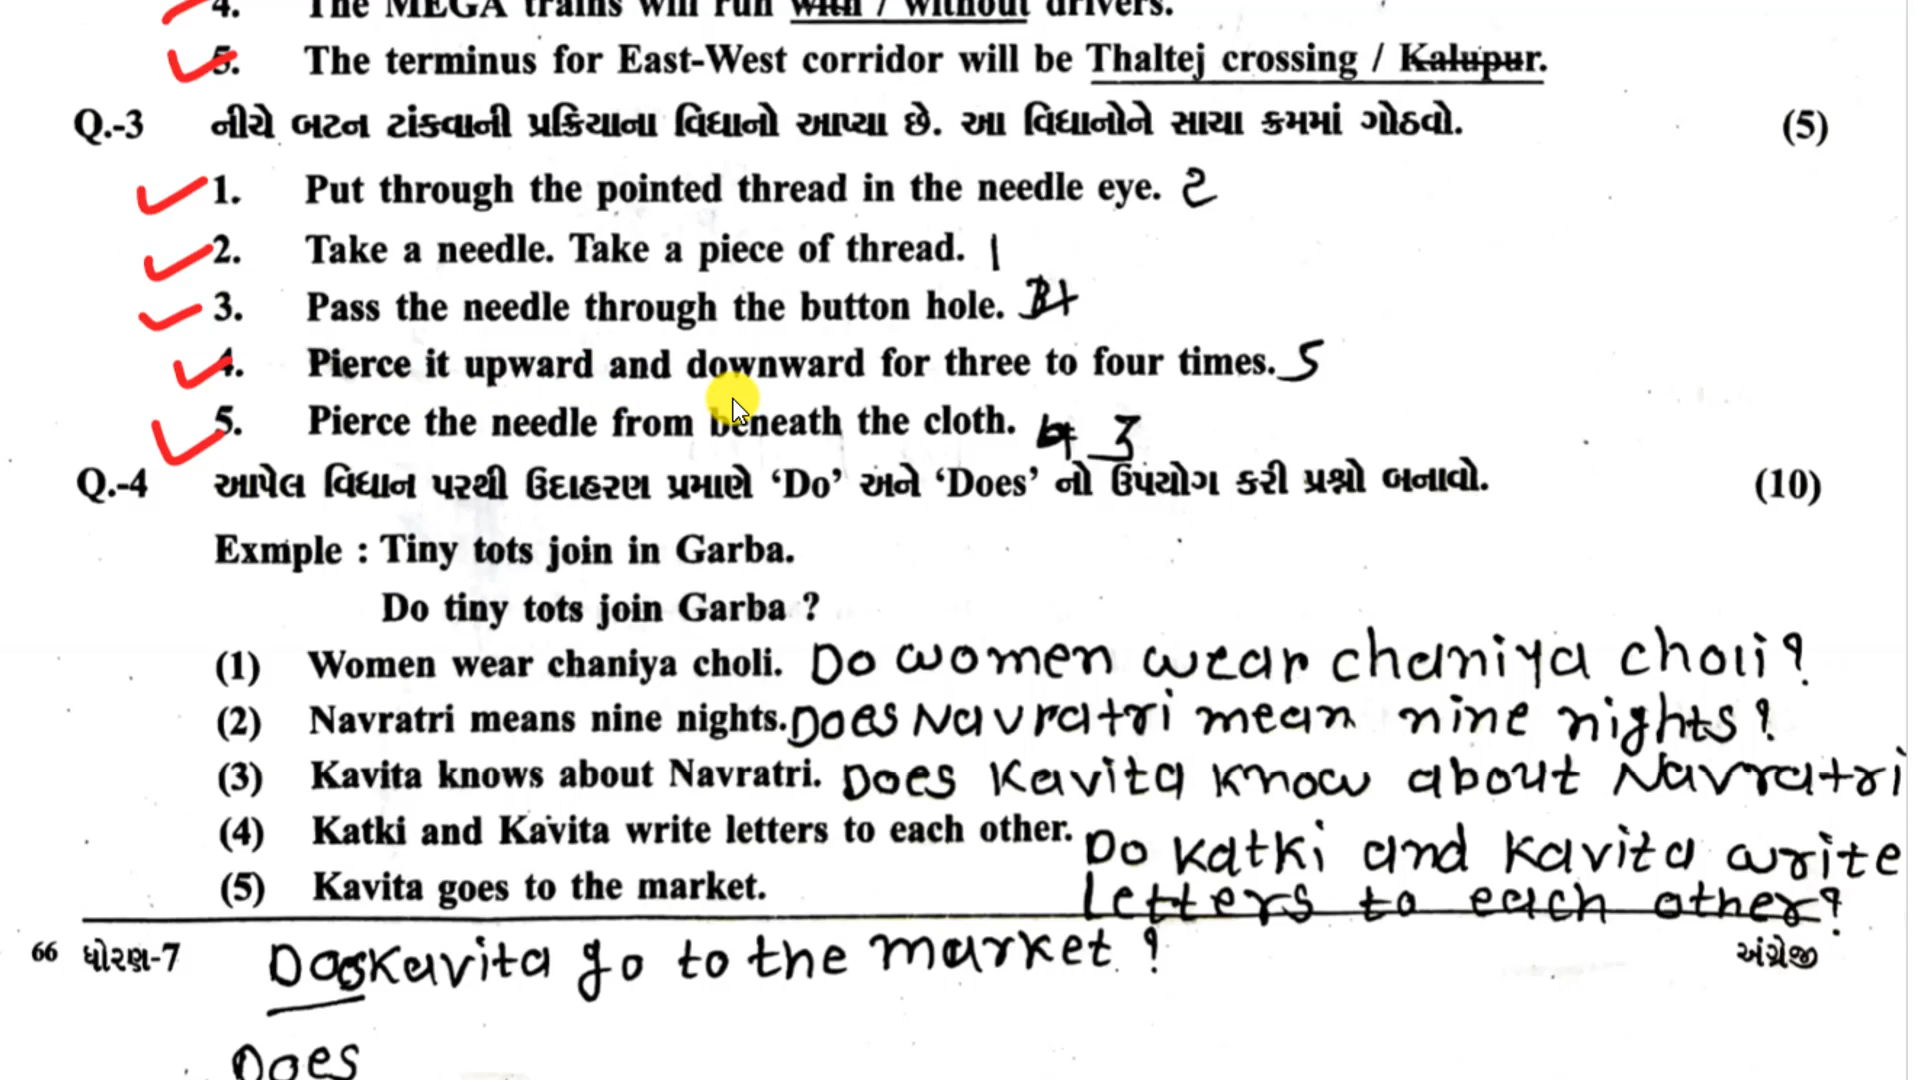 4. The MEGA trains will run with / without drivers.
5. The terminus for East-West corridor will be Thaltej crossing / Kalupur.
Q.-3 નીચે બટન ટાંકવાની પ્રક્રિયાના વિધાનો આપ્યા છે. આ વિધાનોને સાચા ક્રમમાં ગોઠવો. (5)
1. Put through the pointed thread in the needle eye. 2
2. Take a needle. Take a piece of thread. 1
3. Pass the needle through the button hole. 4
4. Pierce it upward and downward for three to four times. 5
5. Pierce the needle from beneath the cloth. 3
Q.-4 આપેલ વિધાન પરથી ઉદાહરણ પ્રમાણે ‘Do’ અને ‘Does’ નો ઉપયોગ કરી પ્રશ્નો બનાવો. (10)
Exmple : Tiny tots join in Garba.
Do tiny tots join Garba ?
(1) Women wear chaniya choli. Do women wear chaniya choli?
(2) Navratri means nine nights. Does Navratri mean nine nights?
(3) Kavita knows about Navratri. Does Kavita know about Navratri
(4) Katki and Kavita write letters to each other. Do Katki and Kavita write
letters to each other?
(5) Kavita goes to the market.
66 ધોરણ-7 અંગ્રેજી
Does Kavita go to the market ?
Does